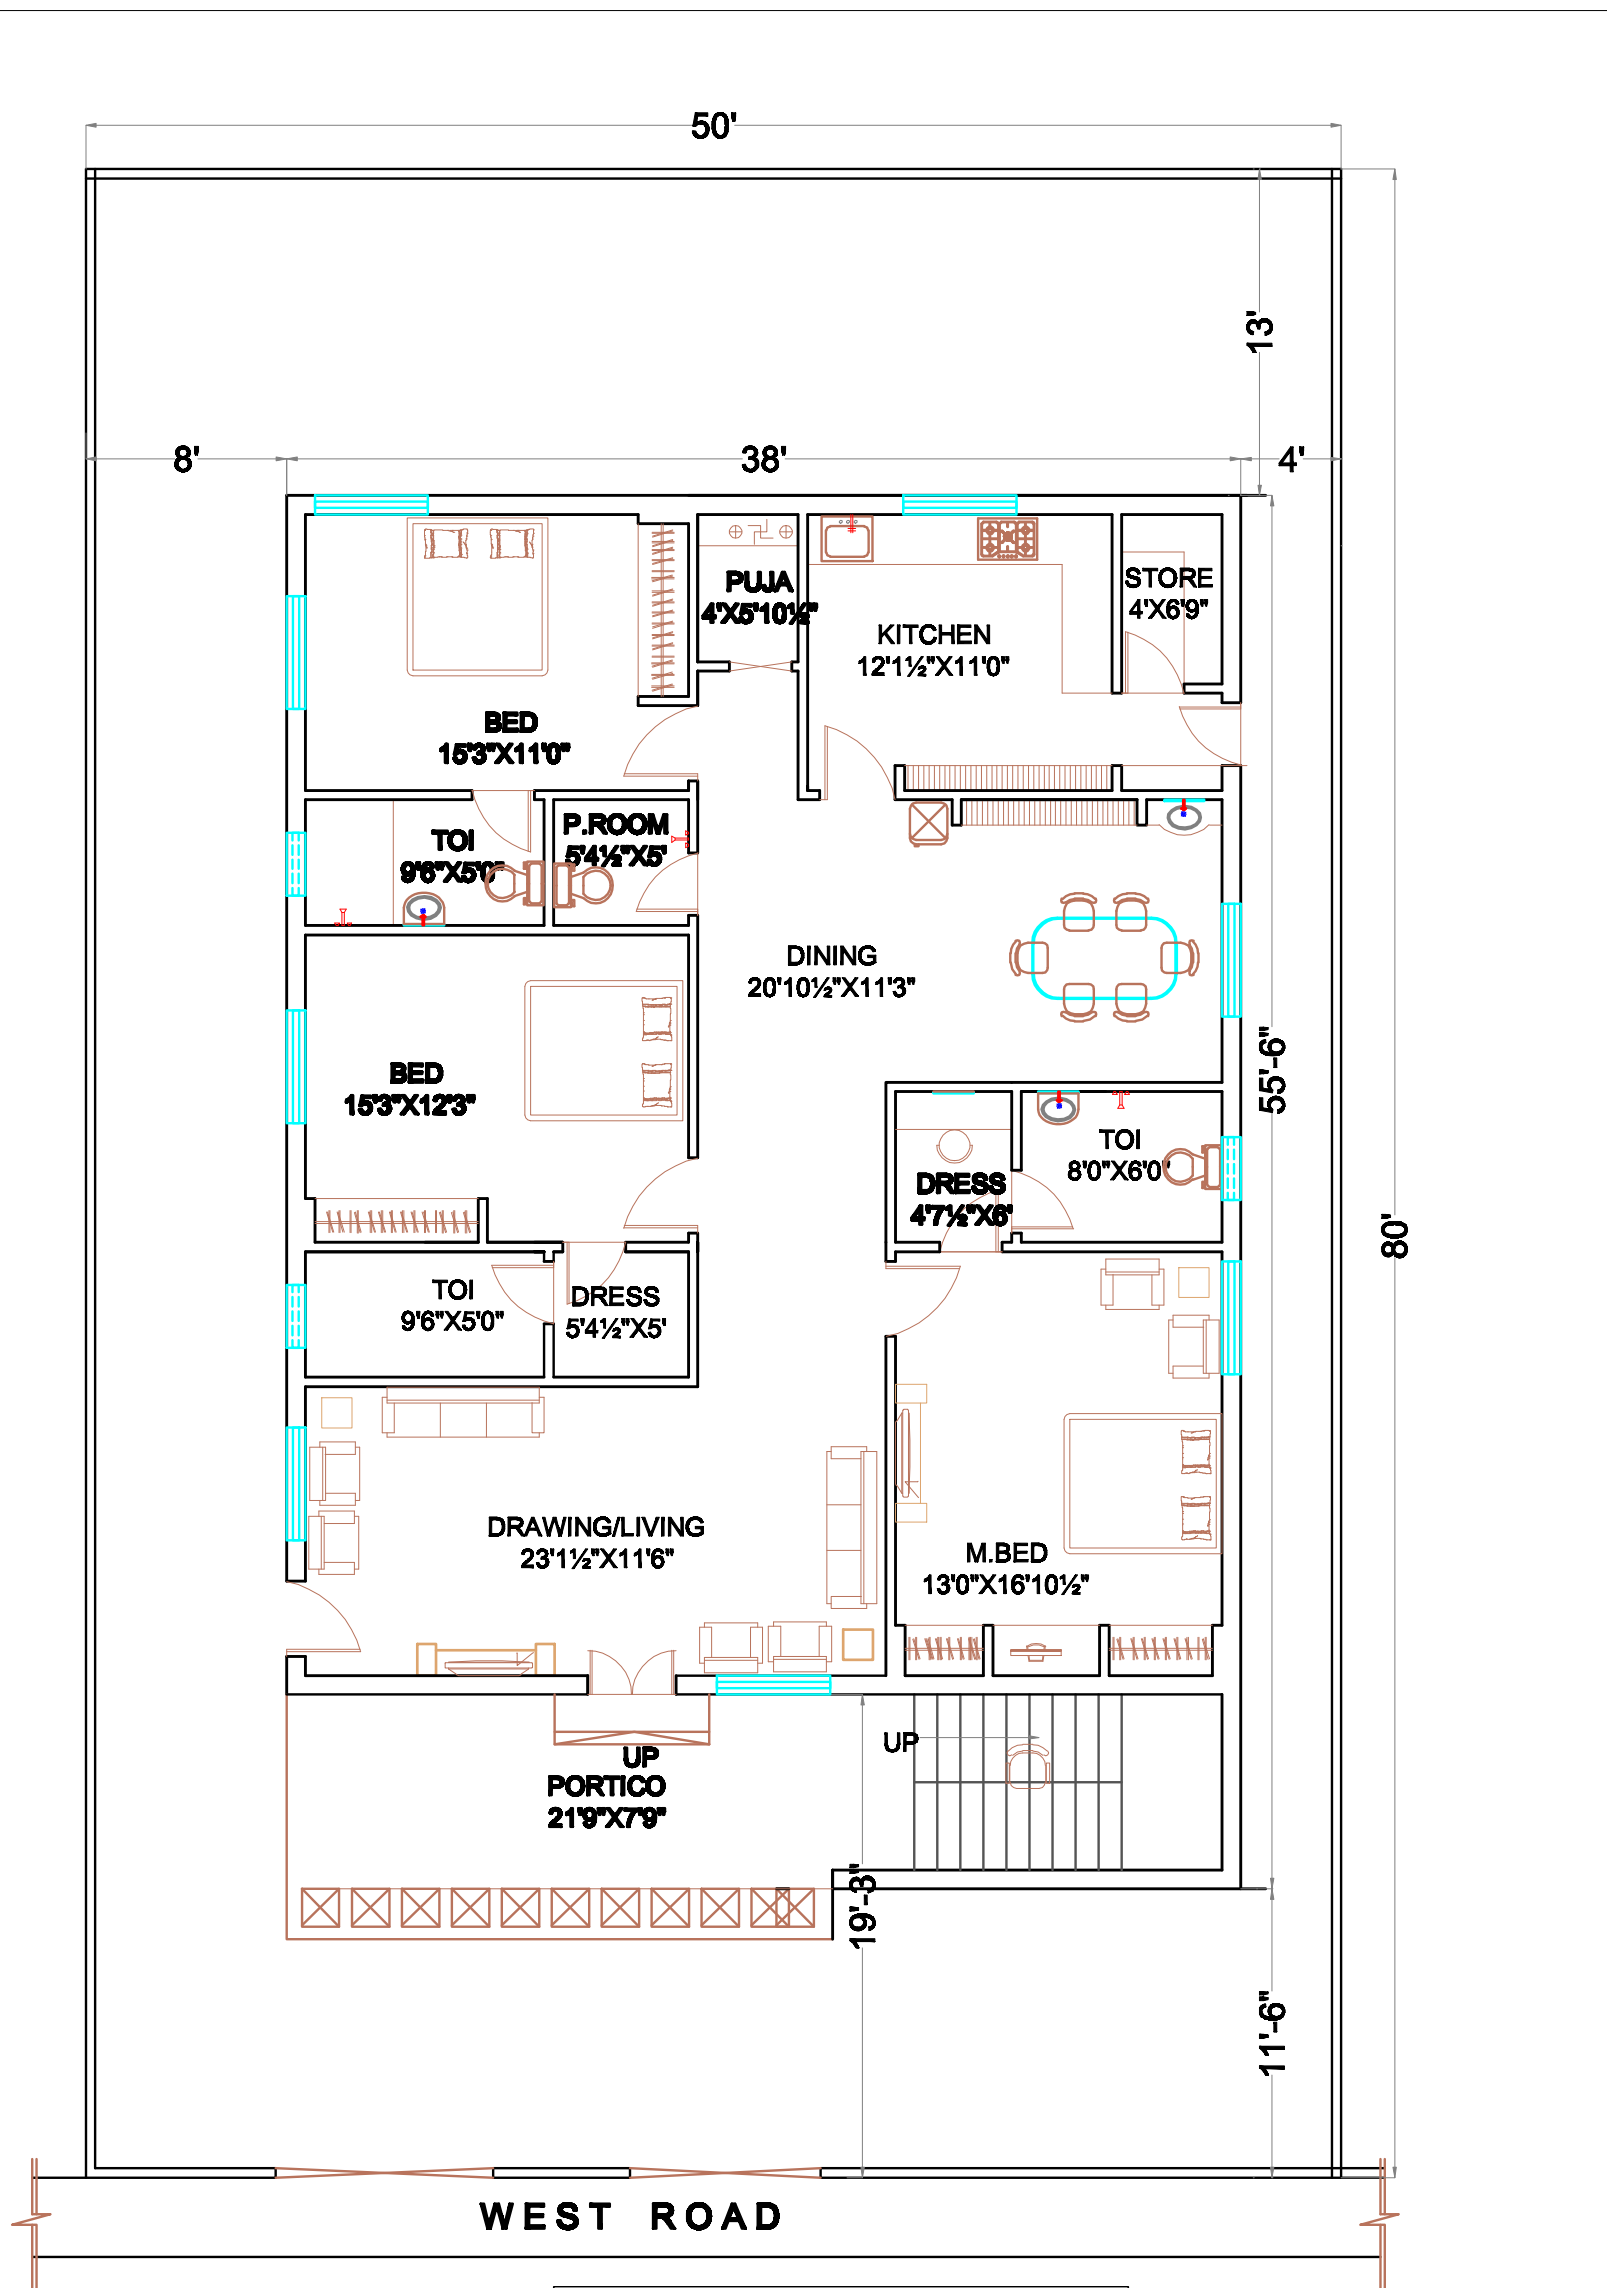 50'
13'
8'
38'
4'
PUJA
4'X5'10½"
STORE
4'X6'9"
KITCHEN
12'1½"X11'0"
BED
15'3"X11'0"
P.ROOM
5'4½"X5'
TOI
9'6"X5'0"
DINING
20'10½"X11'3"
55'-6"
BED
15'3"X12'3"
TOI
8'0"X6'0"
DRESS
4'7½"X6'
80'
TOI
9'6"X5'0"
DRESS
5'4½"X5'
DRAWING/LIVING
23'1½"X11'6"
M.BED
13'0"X16'10½"
UP
UP
PORTICO
21'9"X7'9"
19'-3"
11'-6"
WEST ROAD